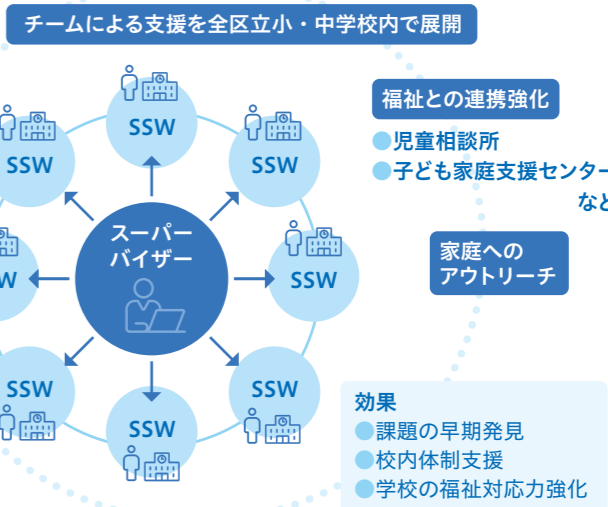 チームによる支援を全区立小・中学校内で展開
SSW
SSW
SSW
福祉との連携強化
●児童相談所
●子ども家庭支援センター
など
スーパー
バイザー
W
SSW
家庭への
アウトリーチ
SSW
SSW
SSW
効果
●課題の早期発見
●校内体制支援
●学校の福祉対応力強化